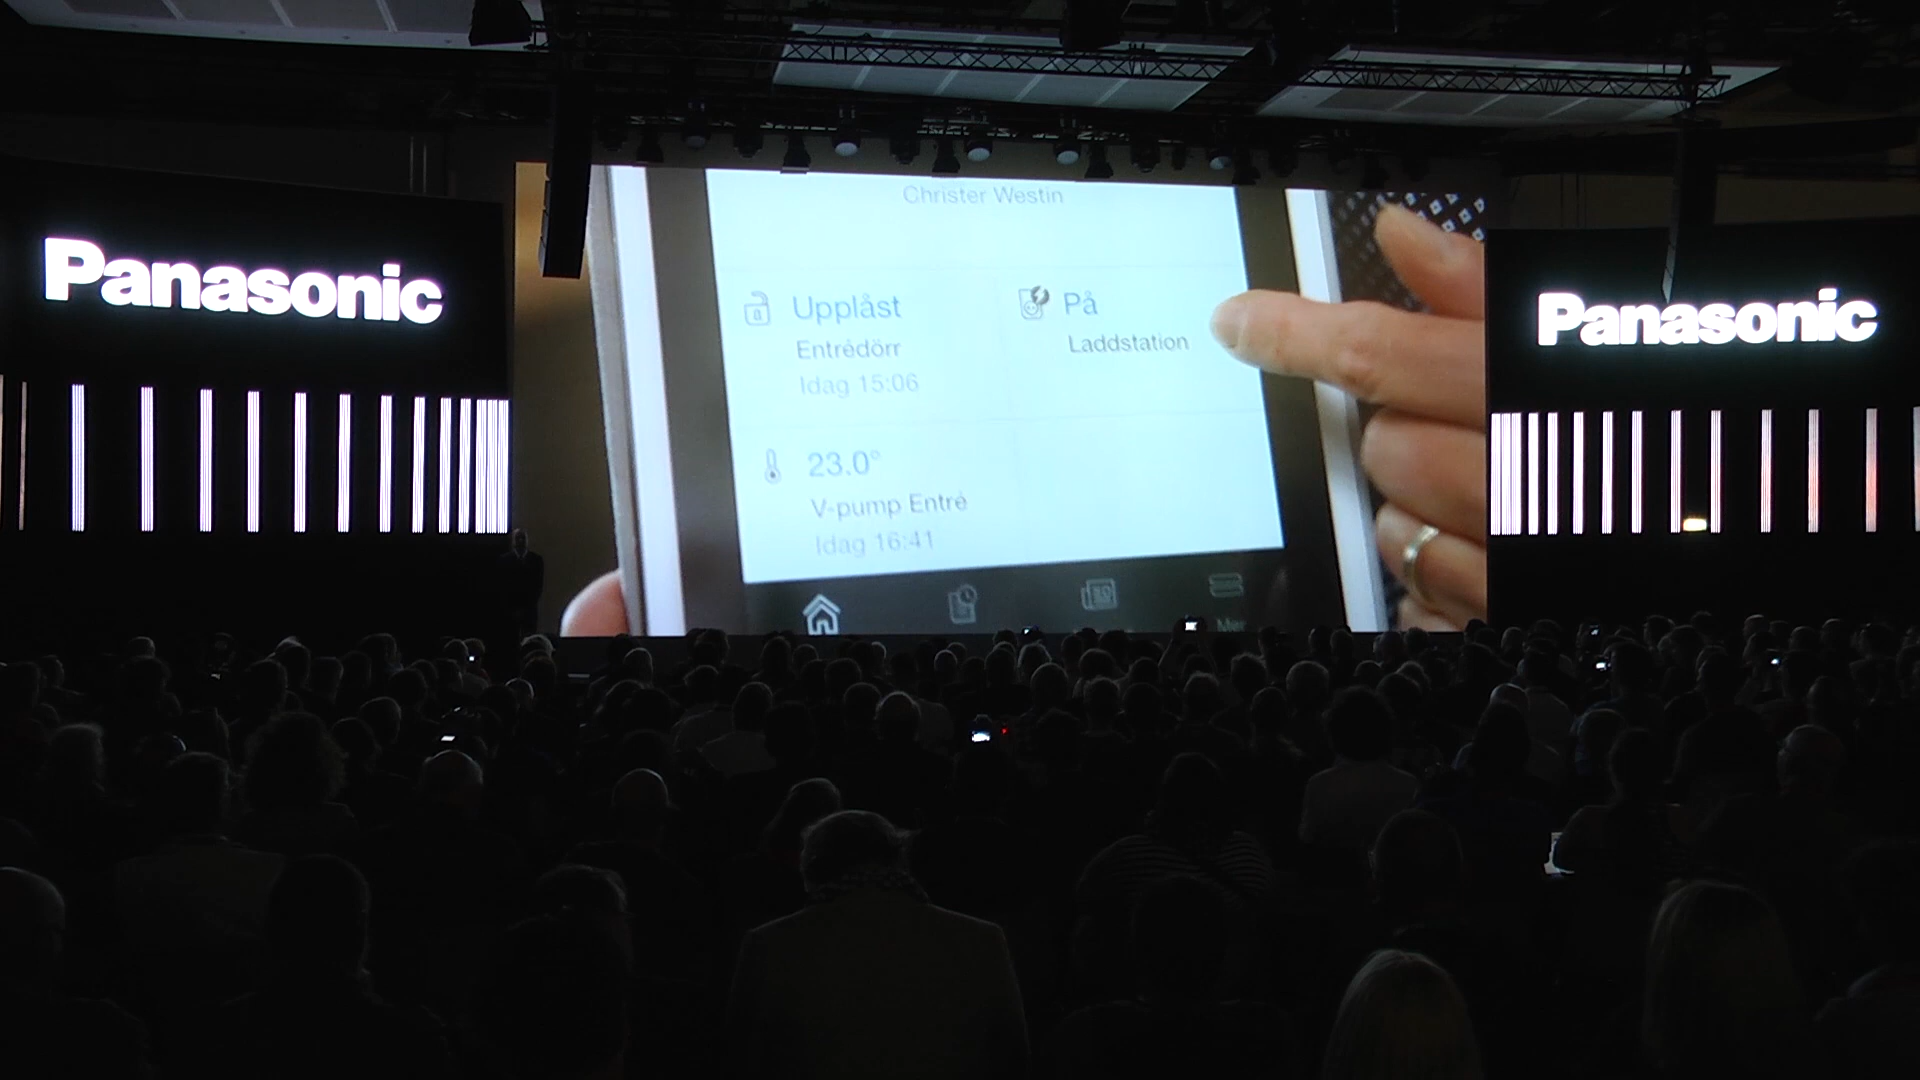 Panasonic
Christer Westin
Upplåst
Entrédörr
Idag 15:06
På
Laddstation
23.0°
V-pump Entré
Idag 16:41
Mer
Panasonic